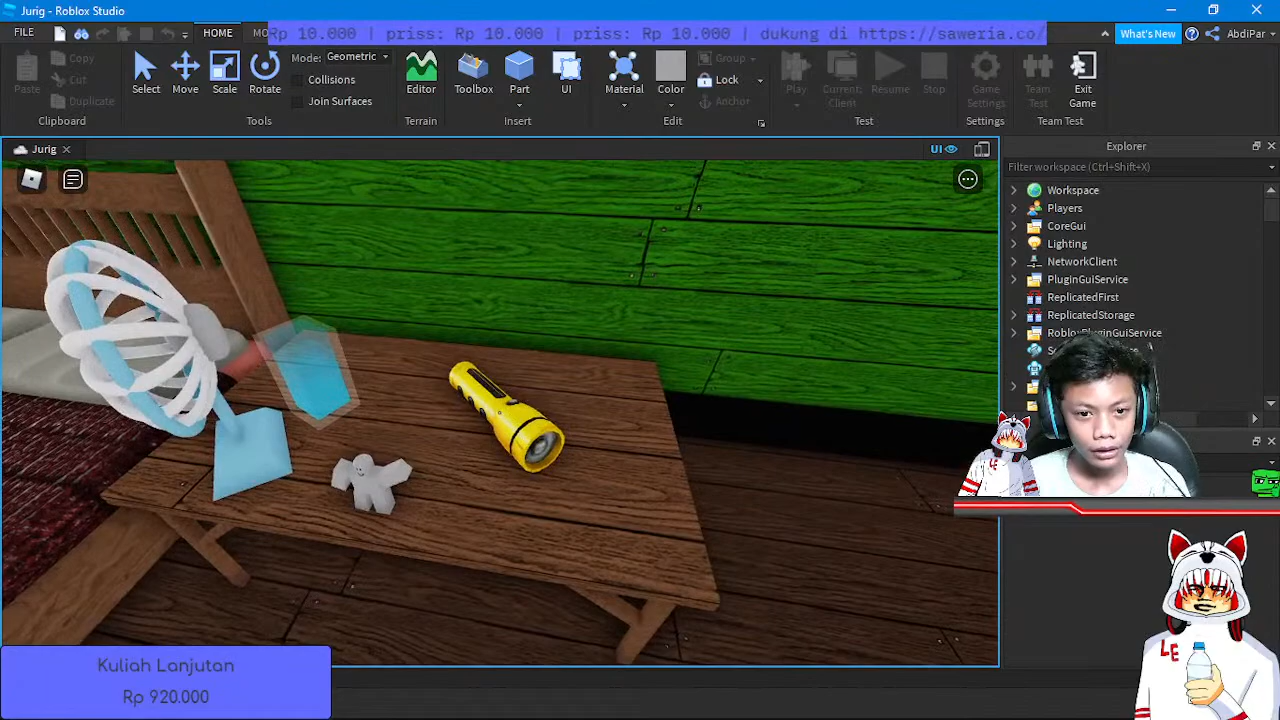 Jurig - Roblox Studio
FILE
HOME
Rp 10.000 | priss: Rp 10.000 | priss: Rp 10.000 | dukung di https://saweria.co/
What's New
AbdiPar
Paste
Copy
Cut
Duplicate
Clipboard
Select
Move
Scale
Rotate
Mode: Geometric
Collisions
Join Surfaces
Tools
Editor
Terrain
Toolbox
Part
UI
Insert
Material
Color
Group
Lock
Anchor
Edit
Play
Current: Client
Resume
Stop
Test
Game Settings
Settings
Team Test
Exit Game
Team Test
Jurig
UI
Explorer
Filter workspace (Ctrl+Shift+X)
Workspace
Players
CoreGui
Lighting
NetworkClient
PluginGuiService
ReplicatedFirst
ReplicatedStorage
RobloxPluginGuiService
LE
LE
Kuliah Lanjutan
Rp 920.000